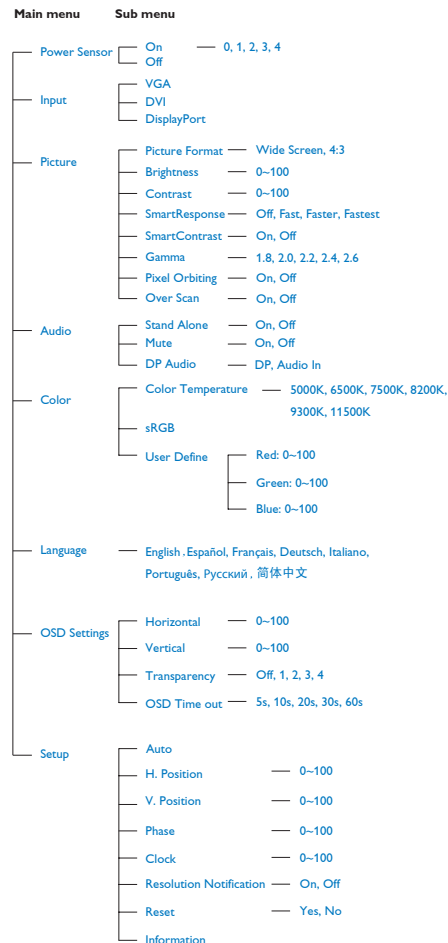 Main menu Sub menu
Power Sensor On 0, 1, 2, 3, 4
Off
Input VGA
DVI
DisplayPort
Picture Picture Format Wide Screen, 4:3
Brightness 0~100
Contrast 0~100
SmartResponse Off, Fast, Faster, Fastest
SmartContrast On, Off
Gamma 1.8, 2.0, 2.2, 2.4, 2.6
Pixel Orbiting On, Off
Over Scan On, Off
Audio Stand Alone On, Off
Mute On, Off
DP Audio DP, Audio In
Color Color Temperature 5000K, 6500K, 7500K, 8200K,
9300K, 11500K
sRGB
User Define Red: 0~100
Green: 0~100
Blue: 0~100
Language English , Español, Français, Deutsch, Italiano,
Português, Русский , 简体中文
OSD Settings Horizontal 0~100
Vertical 0~100
Transparency Off, 1, 2, 3, 4
OSD Time out 5s, 10s, 20s, 30s, 60s
Setup Auto
H. Position 0~100
V. Position 0~100
Phase 0~100
Clock 0~100
Resolution Notification On, Off
Reset Yes, No
Information